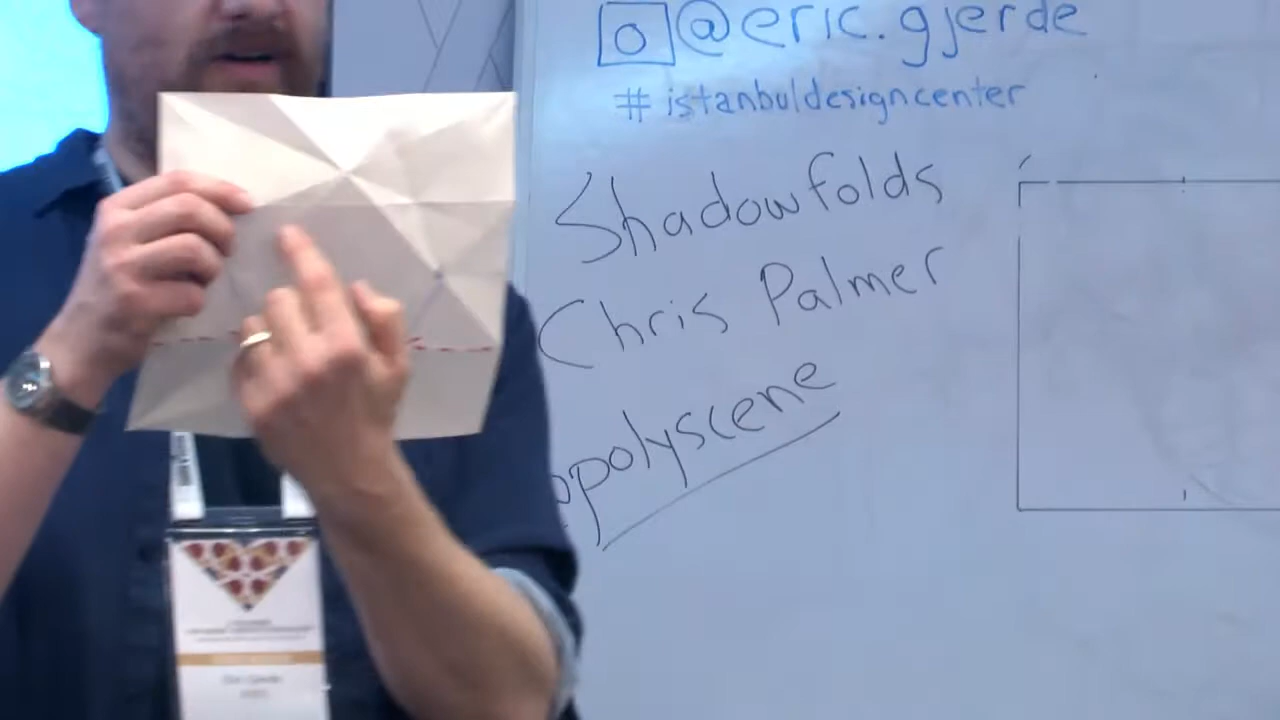 @eric.gjerde
#istanbuldesigncenter
Shadowfolds
Chris Palmer
polyscene